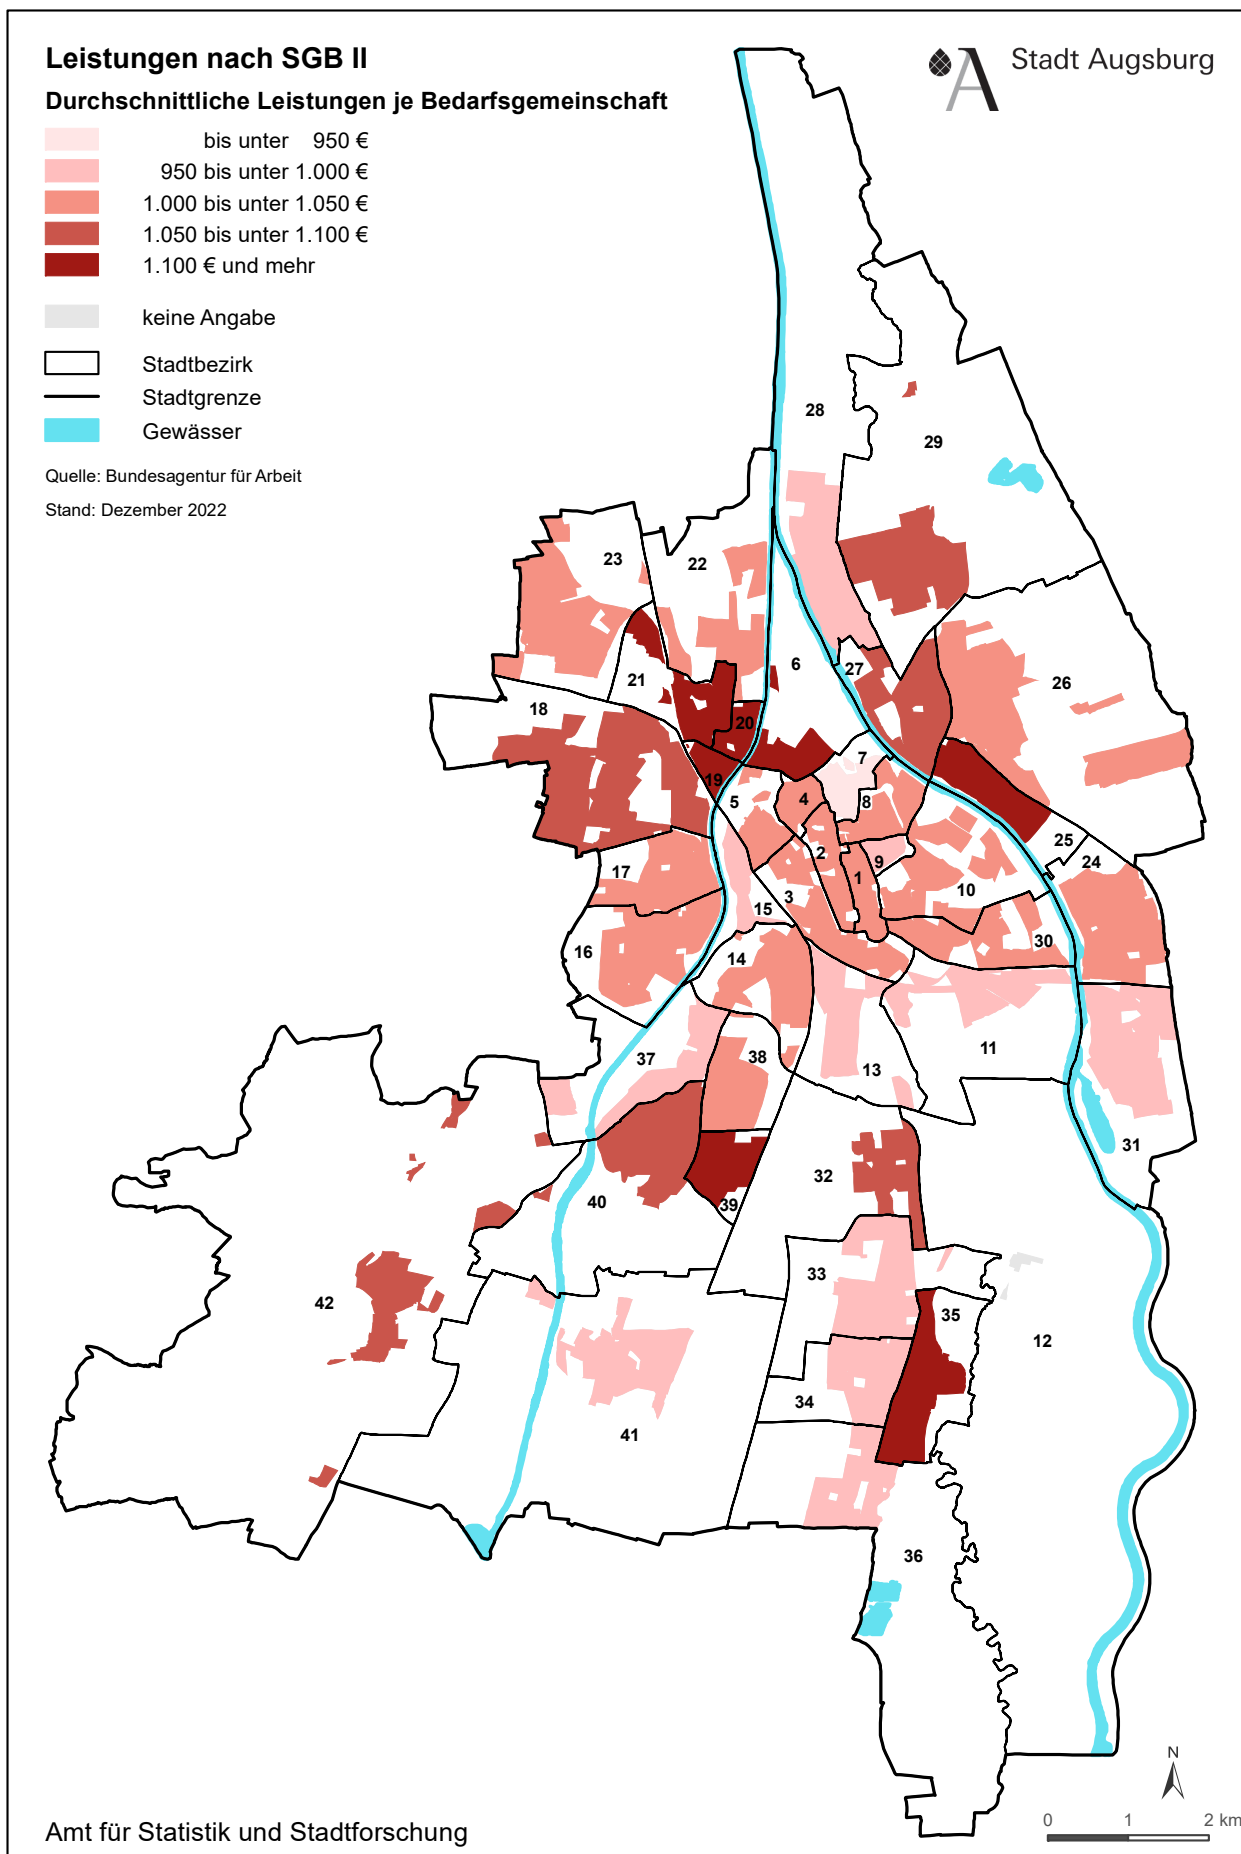 Leistungen nach SGB II
Durchschnittliche Leistungen je Bedarfsgemeinschaft
bis unter 950 €
950 bis unter 1.000 €
1.000 bis unter 1.050 €
1.050 bis unter 1.100 €
1.100 € und mehr
keine Angabe
Stadtbezirk
Stadtgrenze
Gewässer
Quelle: Bundesagentur für Arbeit
Stand: Dezember 2022
A Stadt Augsburg
28
29
23
22
6
27
21
26
18
20
7
19
5
4
8
25
2
9
24
17
1
10
3
15
30
16
14
11
37
38
13
31
32
40
39
33
42
35
12
34
41
36
N
0 1 2 km
Amt für Statistik und Stadtforschung